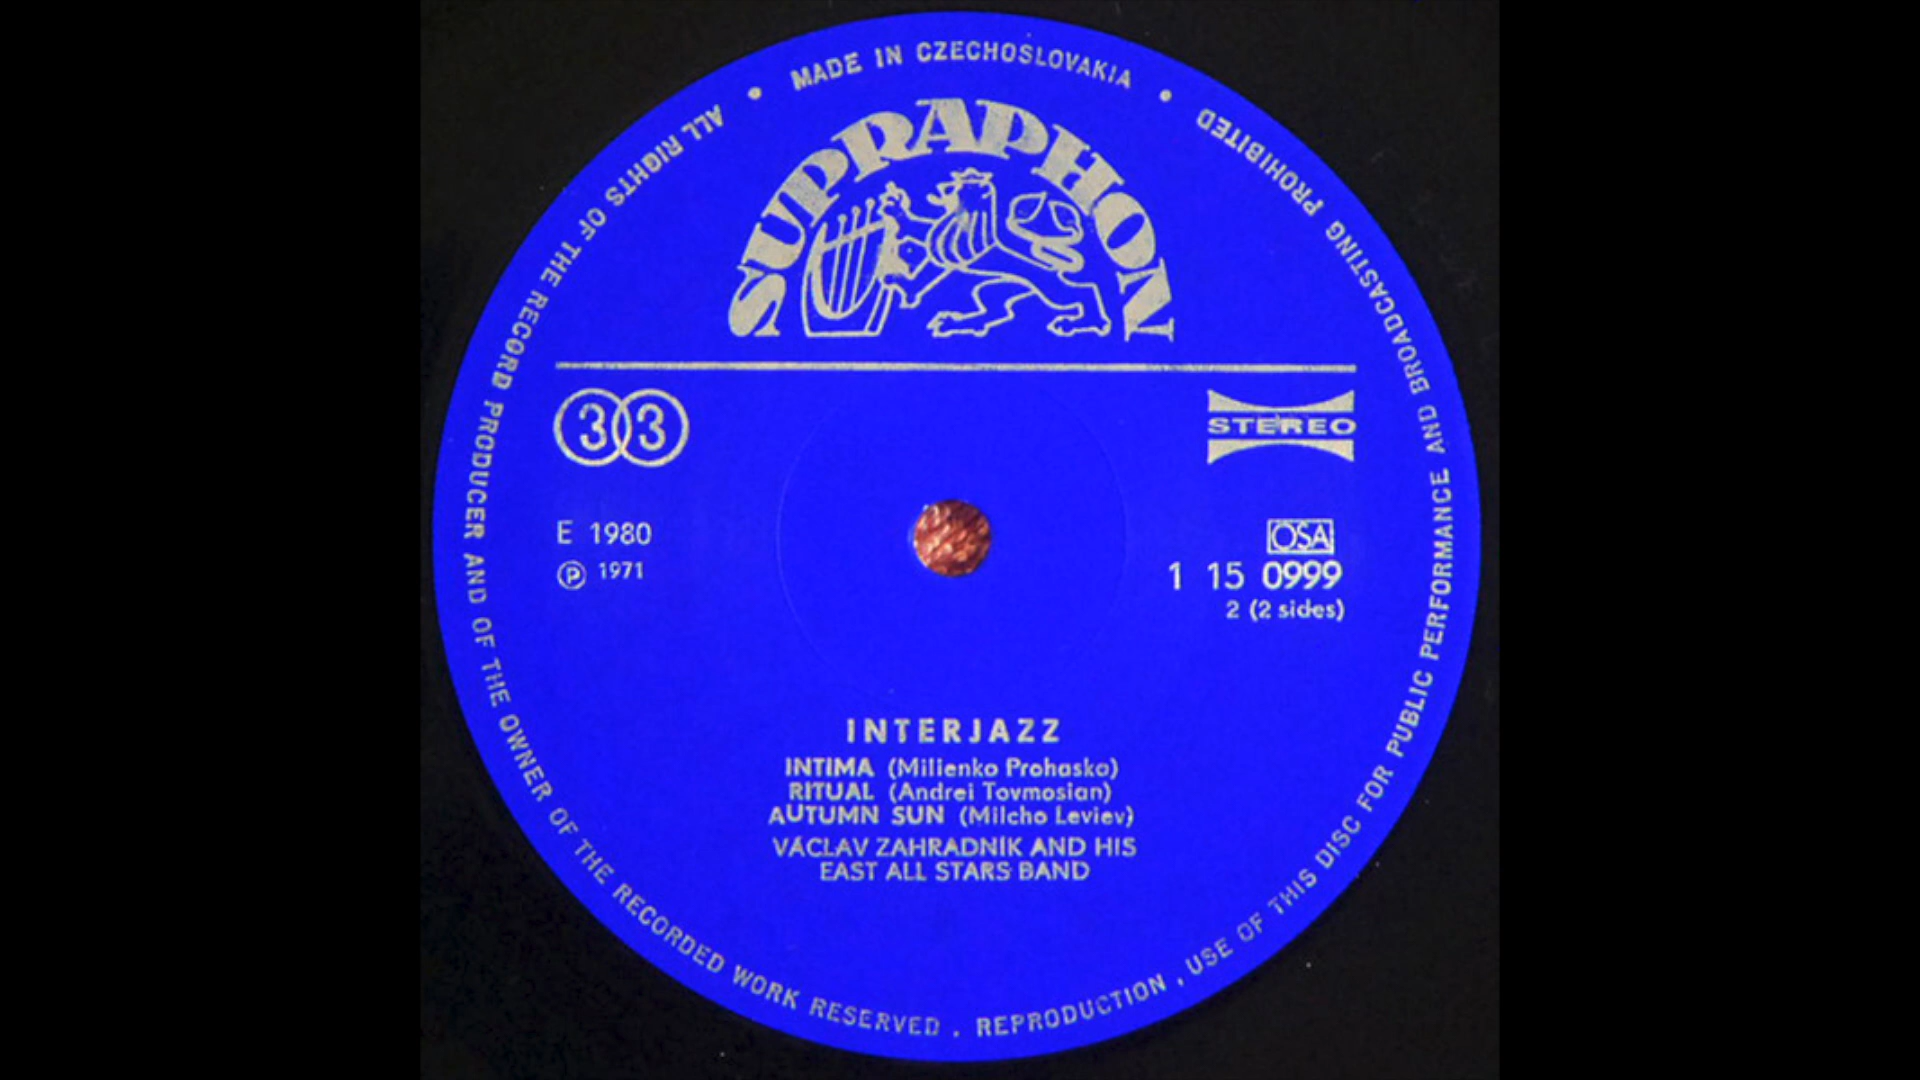 MADE IN CZECHOSLOVAKIA • ALL RIGHTS OF THE RECORD PRODUCER AND OF THE OWNER OF THE RECORDED WORK RESERVED . REPRODUCTION , USE OF THIS DISC FOR PUBLIC PERFORMANCE AND BROADCASTING PROHIBITED •
SUPRAPHON
33
STEREO
E 1980
Ⓟ 1971
OSA
1 15 0999
2 (2 sides)
INTERJAZZ
INTIMA (Milienko Prohasko)
RITUAL (Andrei Tovmosian)
AUTUMN SUN (Milcho Leviev)
VÁCLAV ZAHRADNÍK AND HIS
EAST ALL STARS BAND